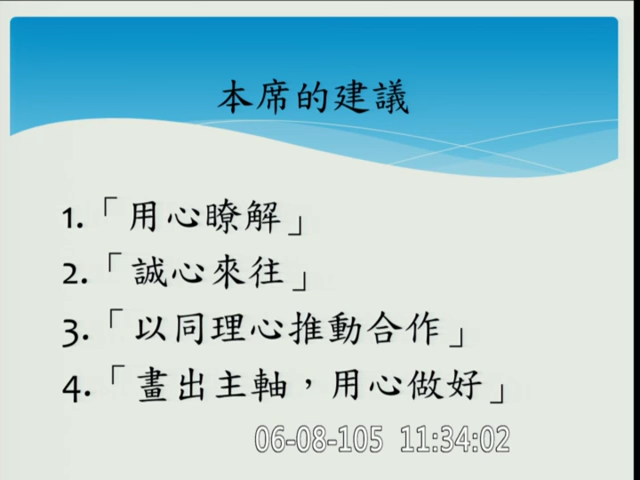 本席的建議
1.「用心瞭解」
2.「誠心來往」
3.「以同理心推動合作」
4.「畫出主軸，用心做好」
06-08-105 11:34:02